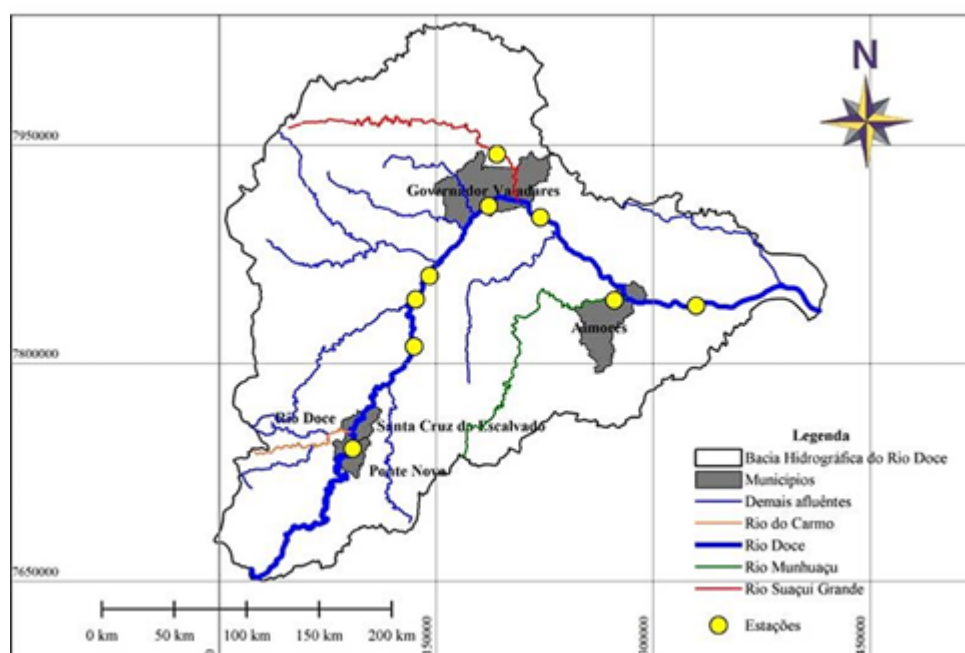 N
7950000
Governador Valadares
Aimorés
7800000
Rio Doce
Santa Cruz do Escalvado
Ponte Nova
Legenda
Bacia Hidrográfica do Rio Doce
Municípios
Demais afluêntes
Rio do Carmo
Rio Doce
Rio Munhuaçu
Rio Suaçuí Grande
Estações
7650000
0 km 50 km 100 km 150 km 200 km